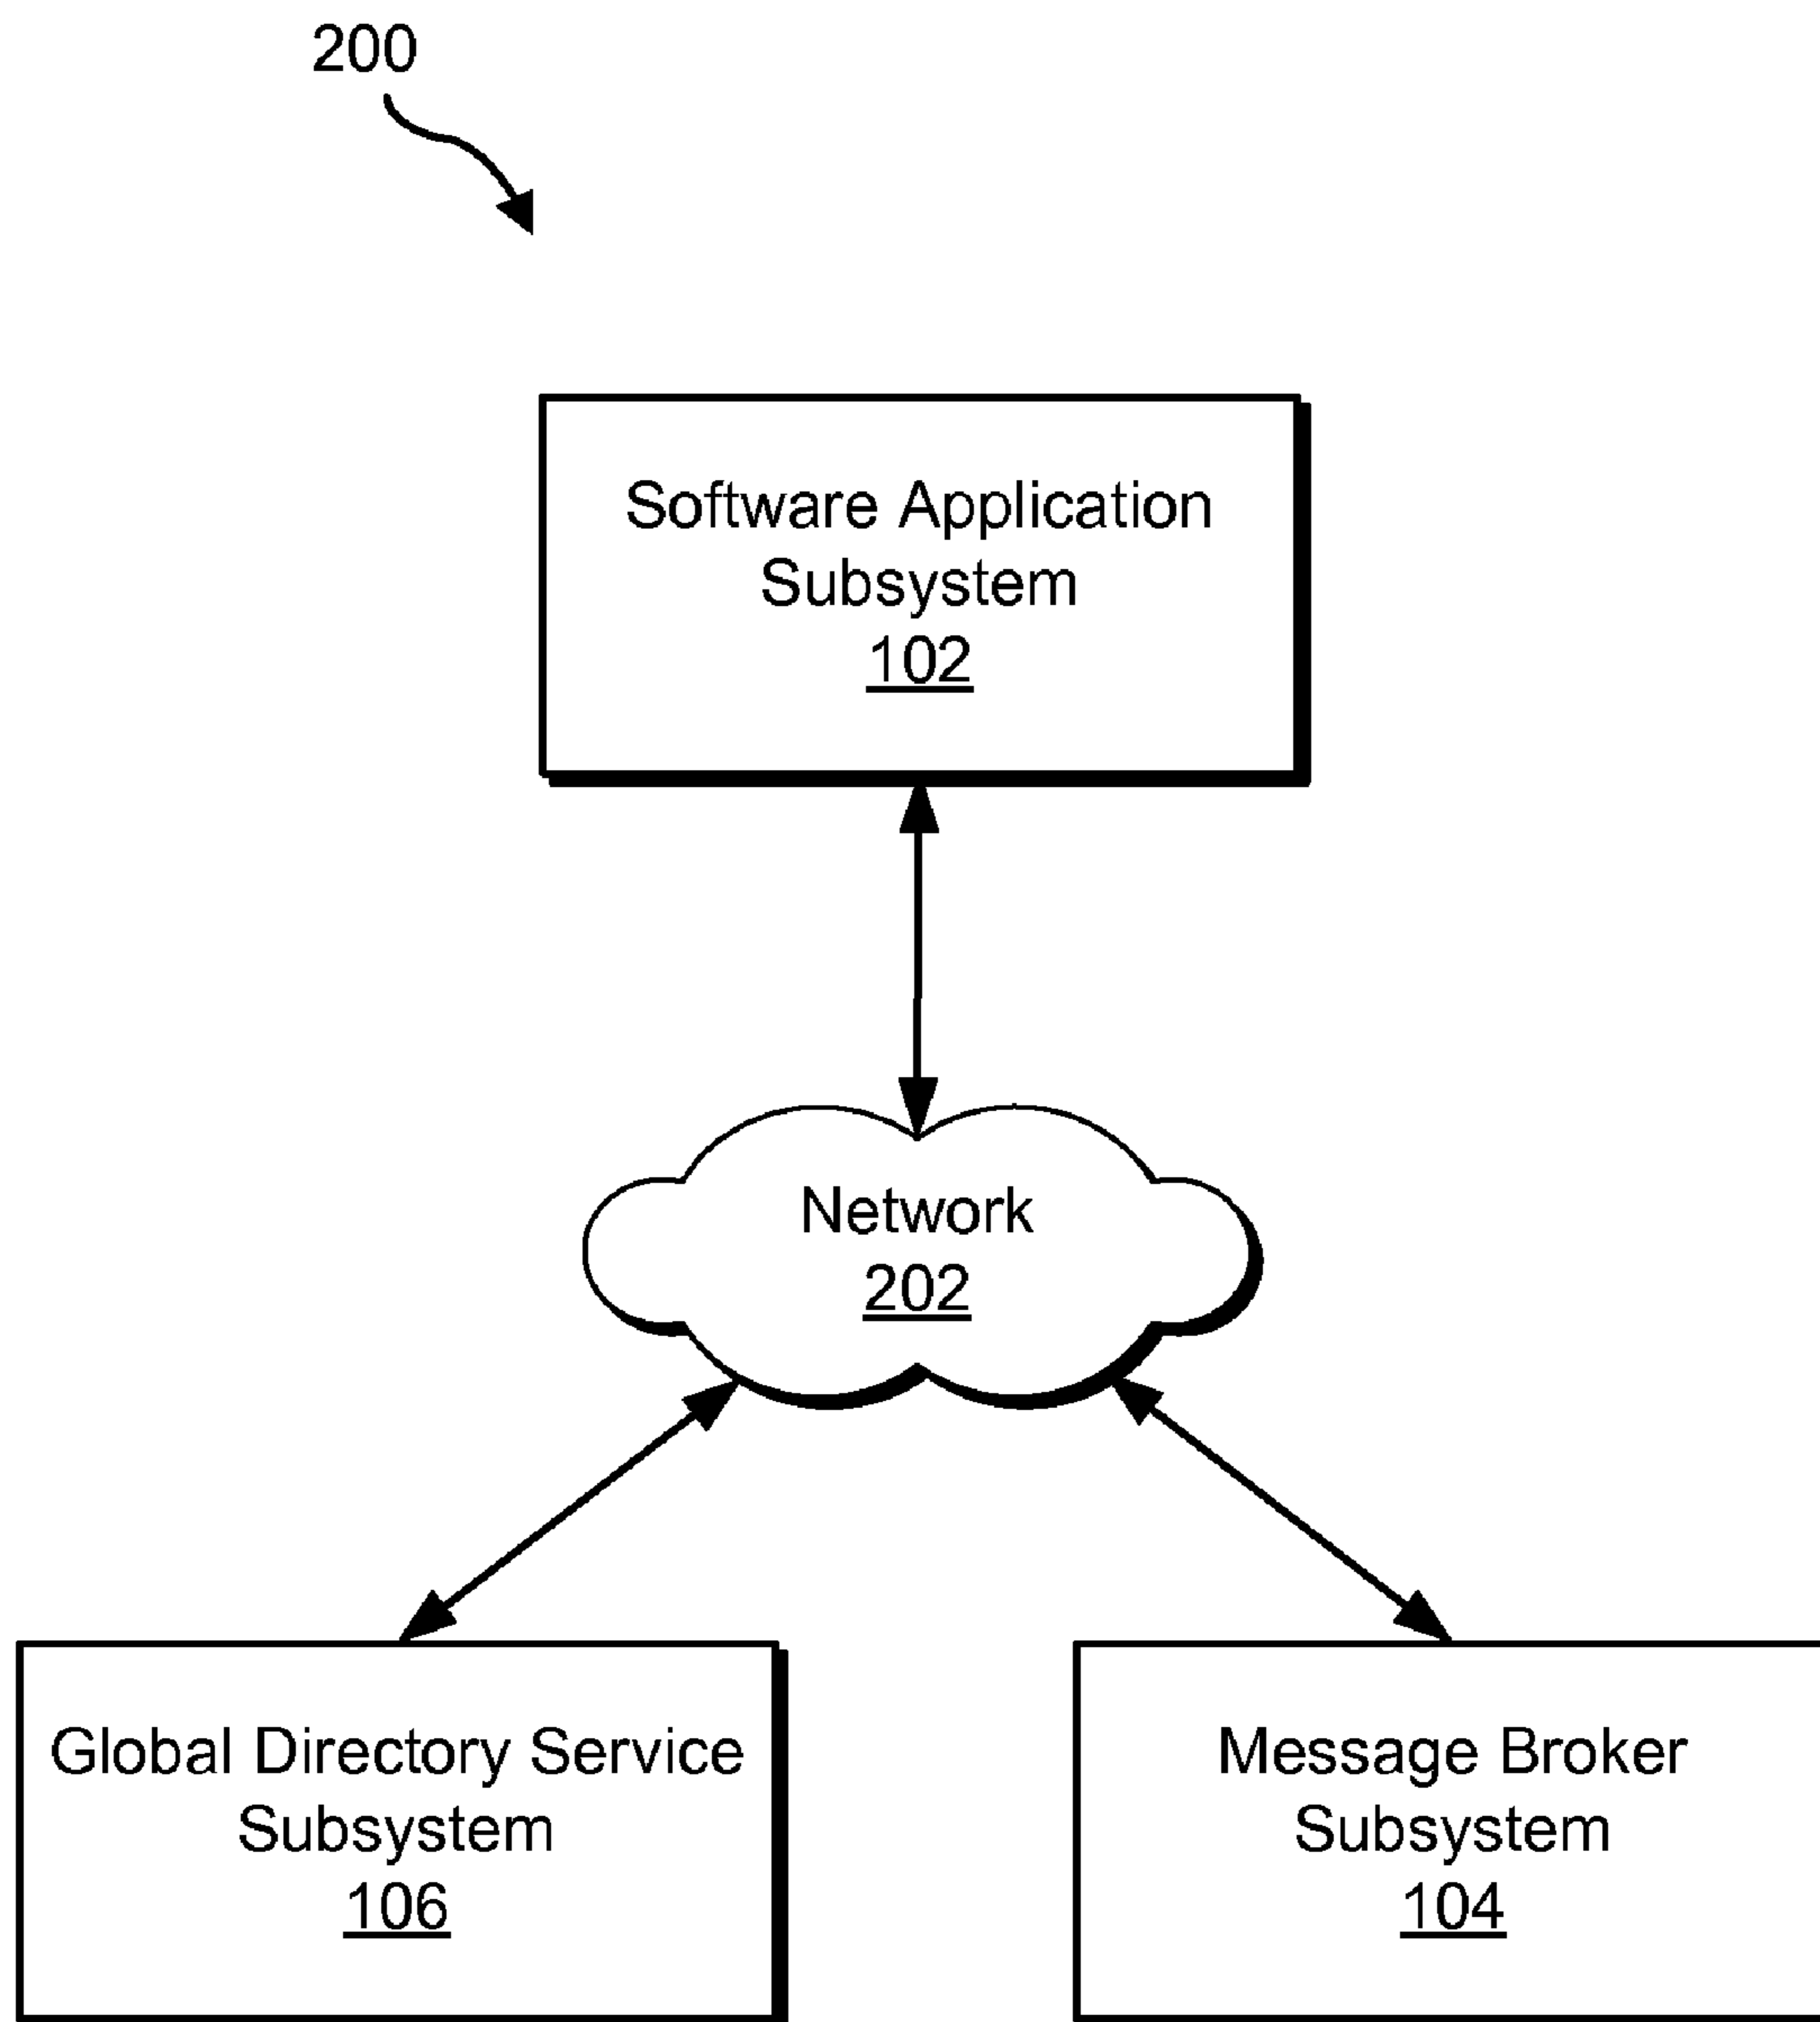 200
Software Application
Subsystem
102
Network
202
Global Directory Service
Subsystem
106
Message Broker
Subsystem
104